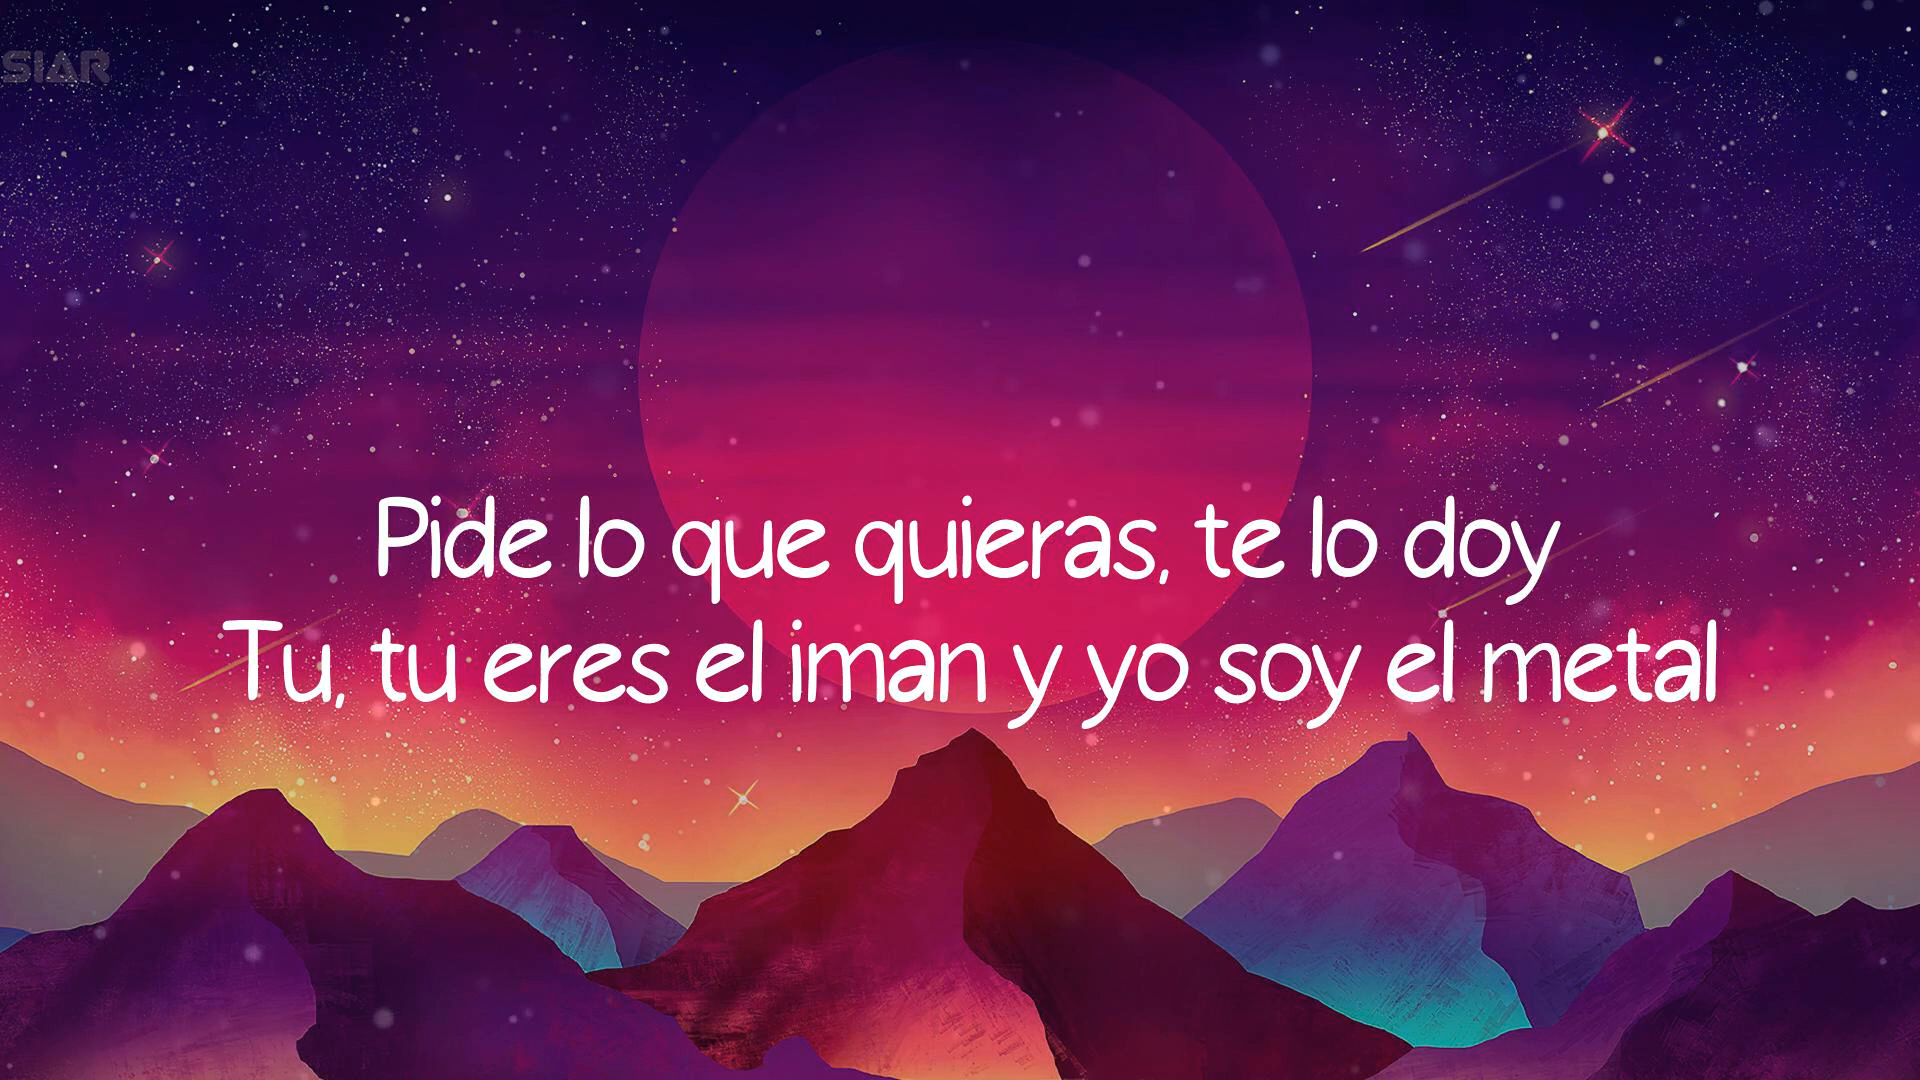 SIAR
Pide lo que quieras, te lo doy
Tu, tu eres el iman y yo soy el metal